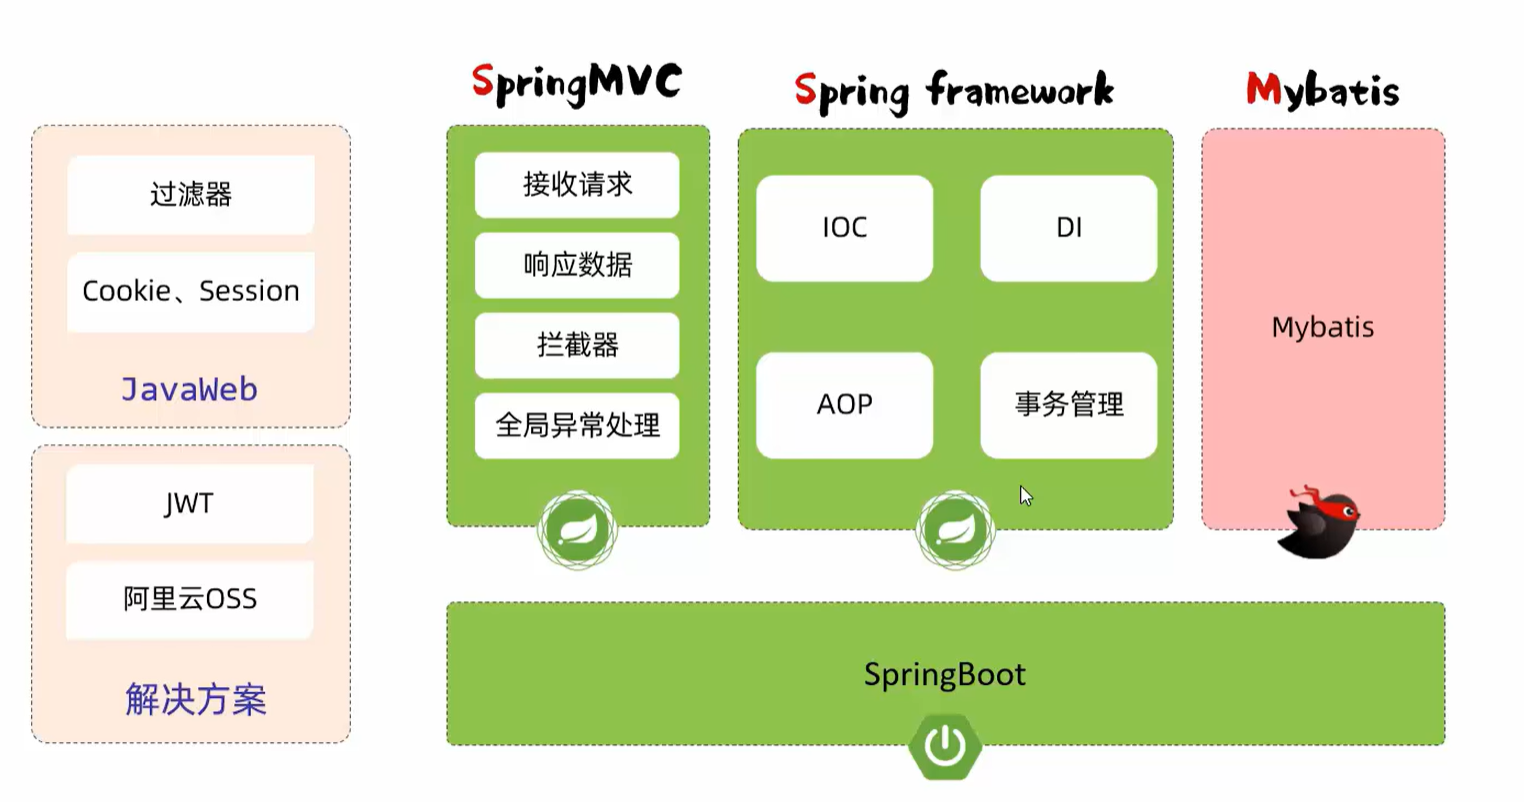 过滤器
Cookie、Session
JavaWeb
JWT
阿里云OSS
解决方案
SpringMVC
接收请求
响应数据
拦截器
全局异常处理
Spring framework
IOC
DI
AOP
事务管理
Mybatis
Mybatis
SpringBoot